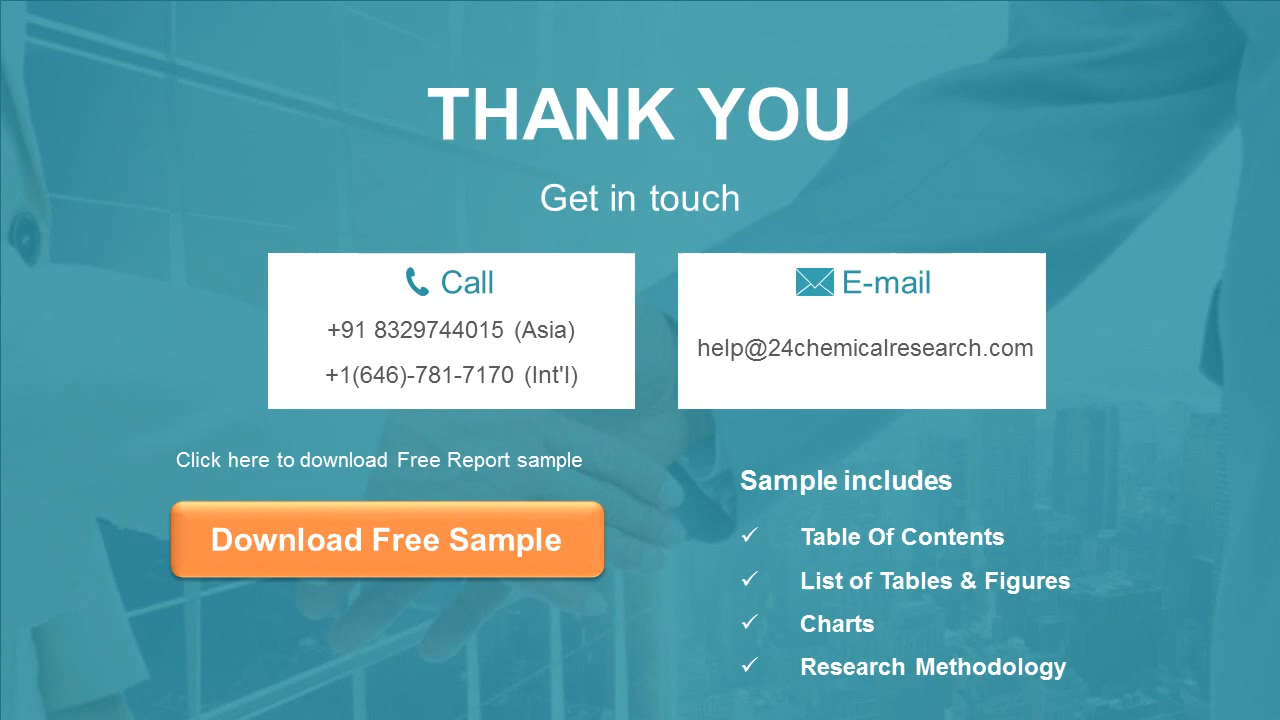 THANK YOU
Get in touch
Call
+91 8329744015 (Asia)
+1(646)-781-7170 (Int'l)
E-mail
help@24chemicalresearch.com
Click here to download Free Report sample
Download Free Sample
Sample includes
✓ Table Of Contents
✓ List of Tables & Figures
✓ Charts
✓ Research Methodology